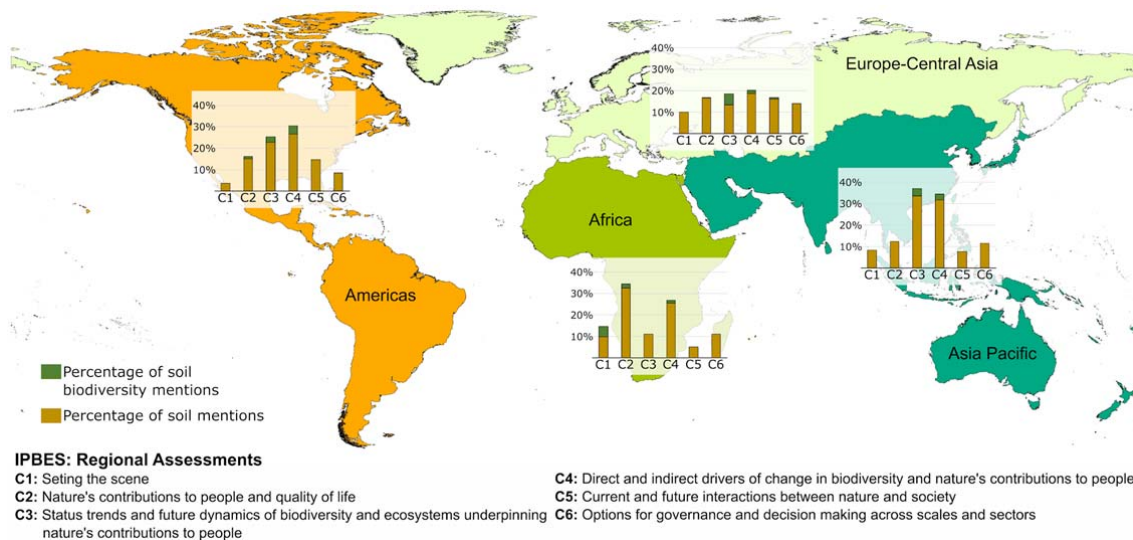 Europe-Central Asia
40%
30%
20%
10%
C1 C2 C3 C4 C5 C6
40%
30%
20%
10%
C1 C2 C3 C4 C5 C6
40%
30%
20%
10%
C1 C2 C3 C4 C5 C6
Africa
40%
30%
20%
10%
C1 C2 C3 C4 C5 C6
Americas
Asia Pacific
Percentage of soil
biodiversity mentions
Percentage of soil mentions
IPBES: Regional Assessments
C1: Seting the scene
C2: Nature's contributions to people and quality of life
C3: Status trends and future dynamics of biodiversity and ecosystems underpinning
nature's contributions to people
C4: Direct and indirect drivers of change in biodiversity and nature's contributions to people
C5: Current and future interactions between nature and society
C6: Options for governance and decision making across scales and sectors